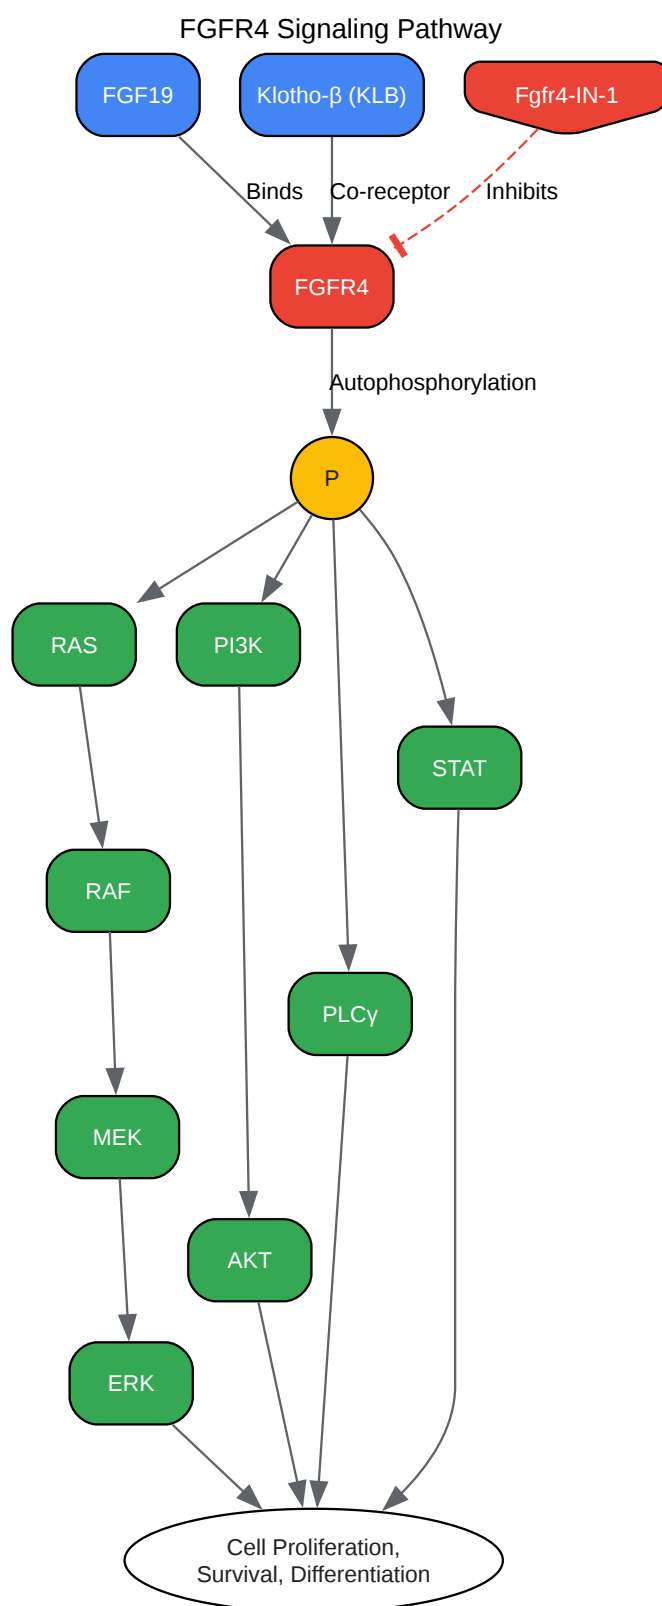 FGFR4 Signaling Pathway
FGF19
Klotho-β (KLB)
Fgfr4-IN-1
Binds
Co-receptor
Inhibits
FGFR4
Autophosphorylation
P
RAS
PI3K
STAT
RAF
PLCγ
MEK
AKT
ERK
Cell Proliferation,
Survival, Differentiation